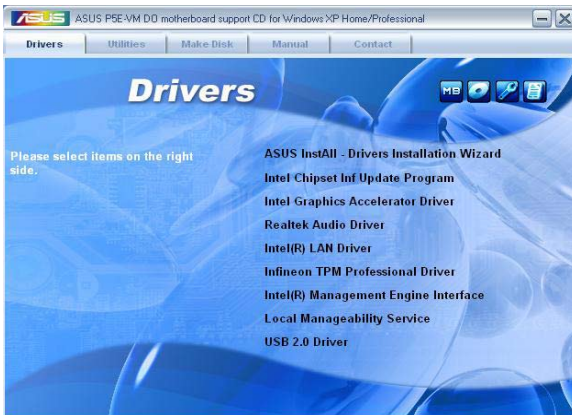 ASUS ASUS P5E-VM DO motherboard support CD for Windows XP Home/Professional
Drivers Utilities Make Disk Manual Contact
Drivers
MB
Please select items on the right
side.
ASUS InstAll - Drivers Installation Wizard
Intel Chipset Inf Update Program
Intel Graphics Accelerator Driver
Realtek Audio Driver
Intel(R) LAN Driver
Infineon TPM Professional Driver
Intel(R) Management Engine Interface
Local Manageability Service
USB 2.0 Driver